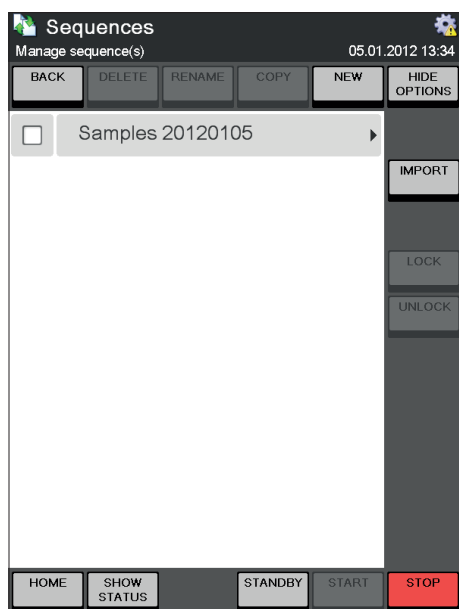 Sequences
Manage sequence(s) 05.01.2012 13:34
BACK DELETE RENAME COPY NEW HIDE
OPTIONS
Samples 20120105
IMPORT
LOCK
UNLOCK
HOME SHOW STANDBY START STOP
STATUS